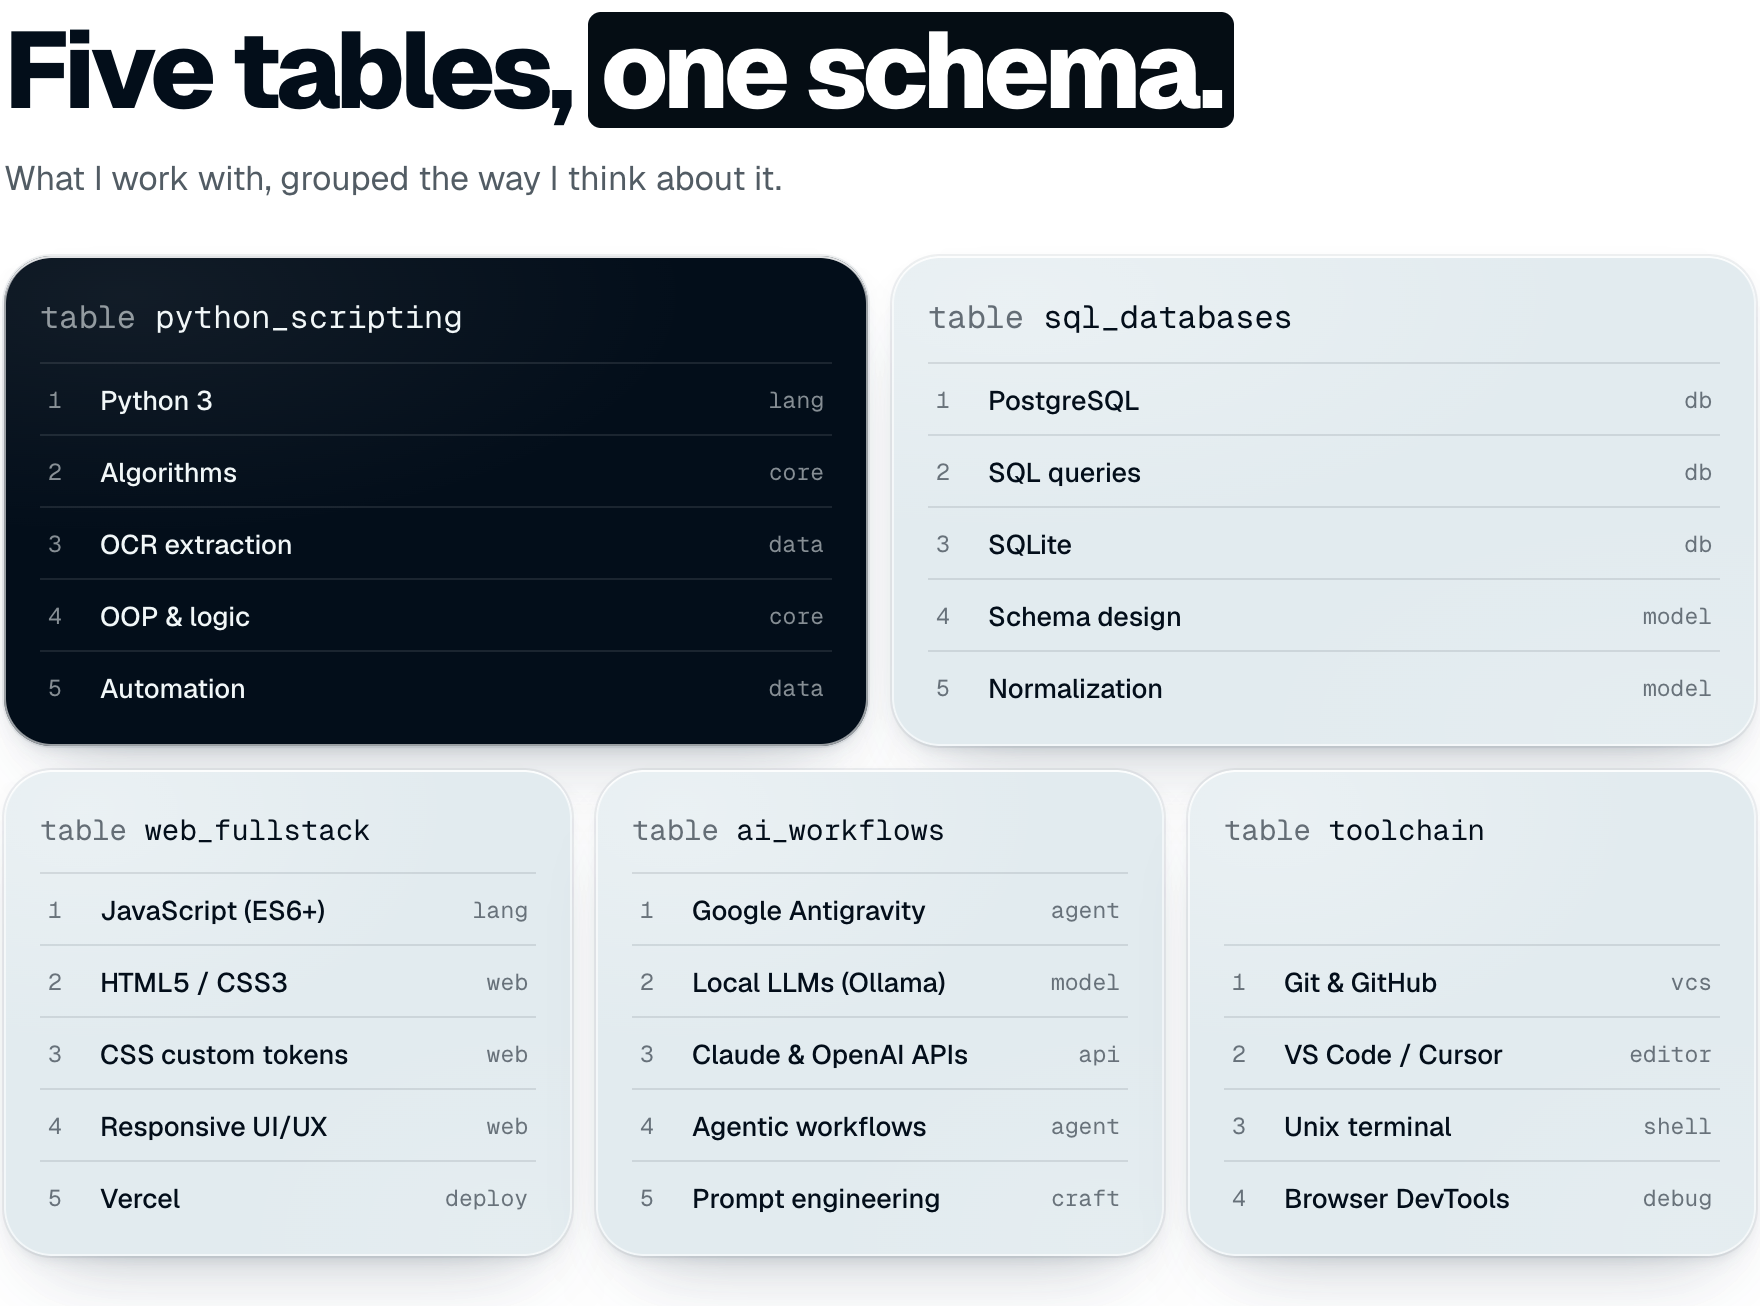 Five tables, one schema.
What I work with, grouped the way I think about it.
table python_scripting
1 Python 3 lang
2 Algorithms core
3 OCR extraction data
4 OOP & logic core
5 Automation data
table sql_databases
1 PostgreSQL db
2 SQL queries db
3 SQLite db
4 Schema design model
5 Normalization model
table web_fullstack
1 JavaScript (ES6+) lang
2 HTML5 / CSS3 web
3 CSS custom tokens web
4 Responsive UI/UX web
5 Vercel deploy
table ai_workflows
1 Google Antigravity agent
2 Local LLMs (Ollama) model
3 Claude & OpenAI APIs api
4 Agentic workflows agent
5 Prompt engineering craft
table toolchain
1 Git & GitHub vcs
2 VS Code / Cursor editor
3 Unix terminal shell
4 Browser DevTools debug